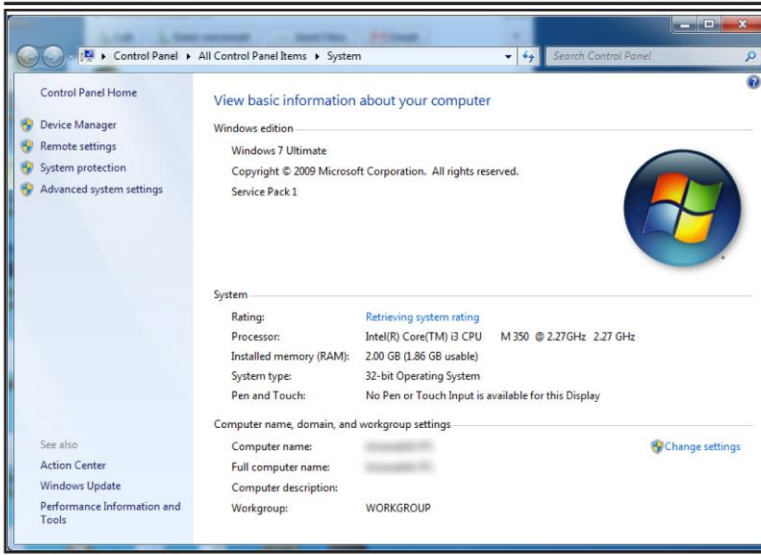 Control Panel ▸ All Control Panel Items ▸ System
Search Control Panel
Control Panel Home
Device Manager
Remote settings
System protection
Advanced system settings
View basic information about your computer
Windows edition
Windows 7 Ultimate
Copyright © 2009 Microsoft Corporation. All rights reserved.
Service Pack 1
System
Rating: Retrieving system rating
Processor: Intel(R) Core(TM) i3 CPU M 350 @ 2.27GHz 2.27 GHz
Installed memory (RAM): 2.00 GB (1.86 GB usable)
System type: 32-bit Operating System
Pen and Touch: No Pen or Touch Input is available for this Display
Computer name, domain, and workgroup settings
Computer name:
Change settings
Full computer name:
Computer description:
Workgroup: WORKGROUP
See also
Action Center
Windows Update
Performance Information and
Tools